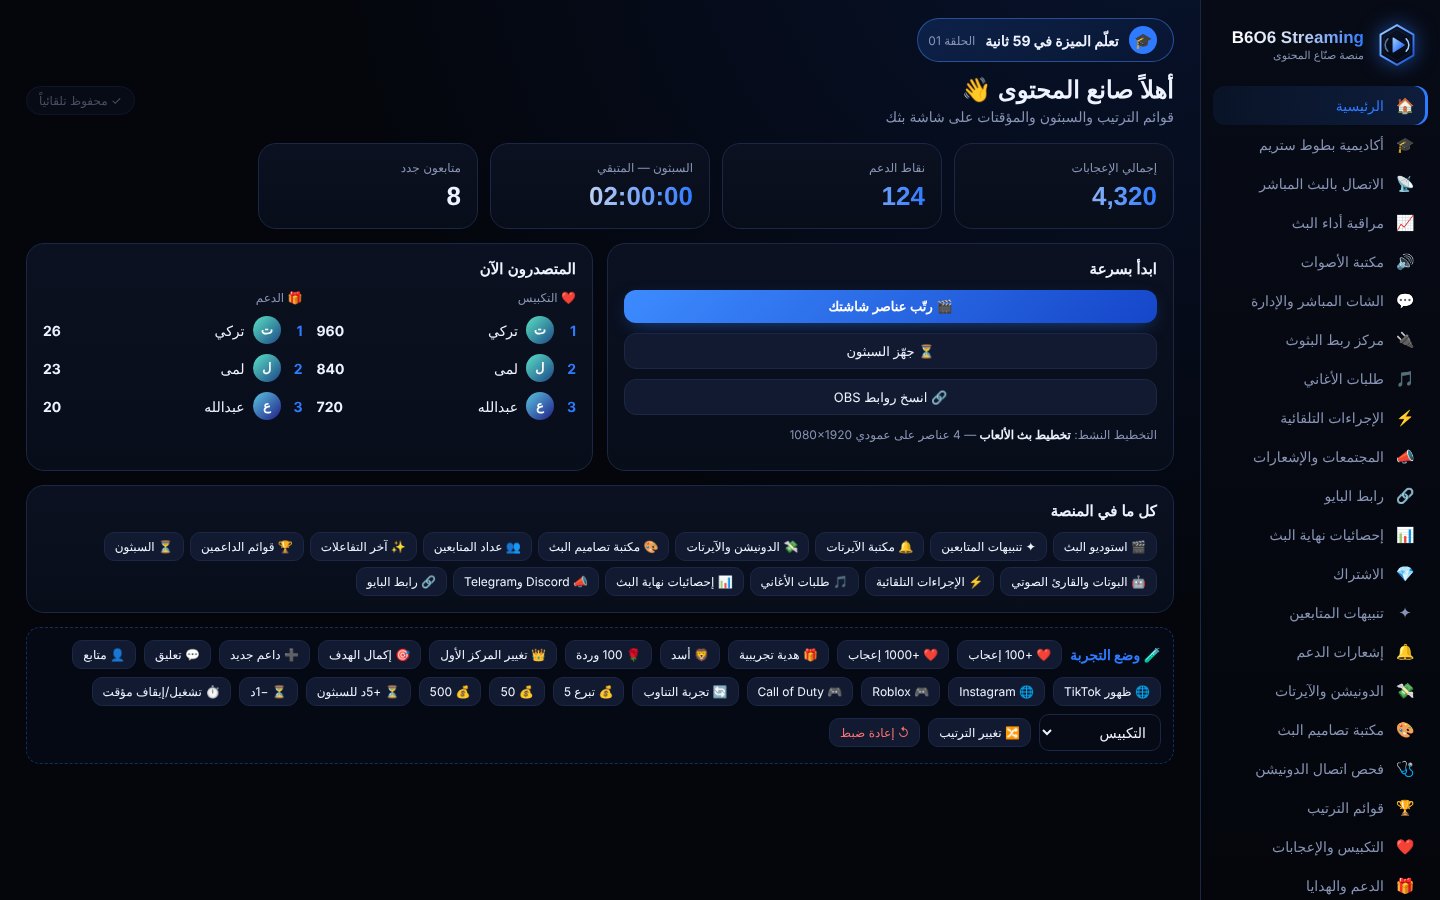 B6O6 Streaming
منصة صنّاع المحتوى
🏠 الرئيسية
🎓 أكاديمية بطوط ستريم
📡 الاتصال بالبث المباشر
📈 مراقبة أداء البث
🔊 مكتبة الأصوات
💬 الشات المباشر والإدارة
🔌 مركز ربط البثوث
🎵 طلبات الأغاني
⚡ الإجراءات التلقائية
📣 المجتمعات والإشعارات
🔗 رابط البايو
📊 إحصائيات نهاية البث
💎 الاشتراك
✦ تنبيهات المتابعين
🔔 إشعارات الدعم
💸 الدونيشن والآيرتات
🎨 مكتبة تصاميم البث
🩺 فحص اتصال الدونيشن
🏆 قوائم الترتيب
❤️ التكبيس والإعجابات
🎁 الدعم والهدايا
🎓 تعلّم الميزة في 59 ثانية الحلقة 01
أهلاً صانع المحتوى 👋
قوائم الترتيب والسبثون والمؤقتات على شاشة بثك
✓ محفوظ تلقائياً
إجمالي الإعجابات
4,320
نقاط الدعم
124
السبثون — المتبقي
02:00:00
متابعون جدد
8
ابدأ بسرعة
🎬 رتّب عناصر شاشتك
⏳ جهّز السبثون
🔗 انسخ روابط OBS
التخطيط النشط: تخطيط بث الألعاب — 4 عناصر على عمودي 1920×1080
المتصدرون الآن
❤️ التكبيس
1 ت تركي 960
2 ل لمى 840
3 ع عبدالله 720
🎁 الدعم
1 ت تركي 26
2 ل لمى 23
3 ع عبدالله 20
كل ما في المنصة
🎬 استوديو البث ✦ تنبيهات المتابعين 🔔 مكتبة الآيرتات 💸 الدونيشن والآيرتات 🎨 مكتبة تصاميم البث 👥 عداد المتابعين ✨ آخر التفاعلات 🏆 قوائم الداعمين ⏳ السبثون
🤖 البوتات والقارئ الصوتي ⚡ الإجراءات التلقائية 🎵 طلبات الأغاني 📊 إحصائيات نهاية البث 📣 Discord وTelegram 🔗 رابط البايو
🧪 وضع التجربة ❤️ +100 إعجاب ❤️ +1000 إعجاب 🎁 هدية تجريبية 🦁 أسد 🌹 100 وردة 👑 تغيير المركز الأول 🎯 إكمال الهدف ➕ داعم جديد 💬 تعليق 👤 متابع
🌐 ظهور TikTok 🌐 Instagram 🎮 Roblox 🎮 Call of Duty 🔄 تجربة التناوب 💰 تبرع 5 💰 50 💰 500 ⏳ +5د للسبثون ⏳ −1د ⏱️ تشغيل/إيقاف مؤقت
التكبيس 🔀 تغيير الترتيب ↺ إعادة ضبط